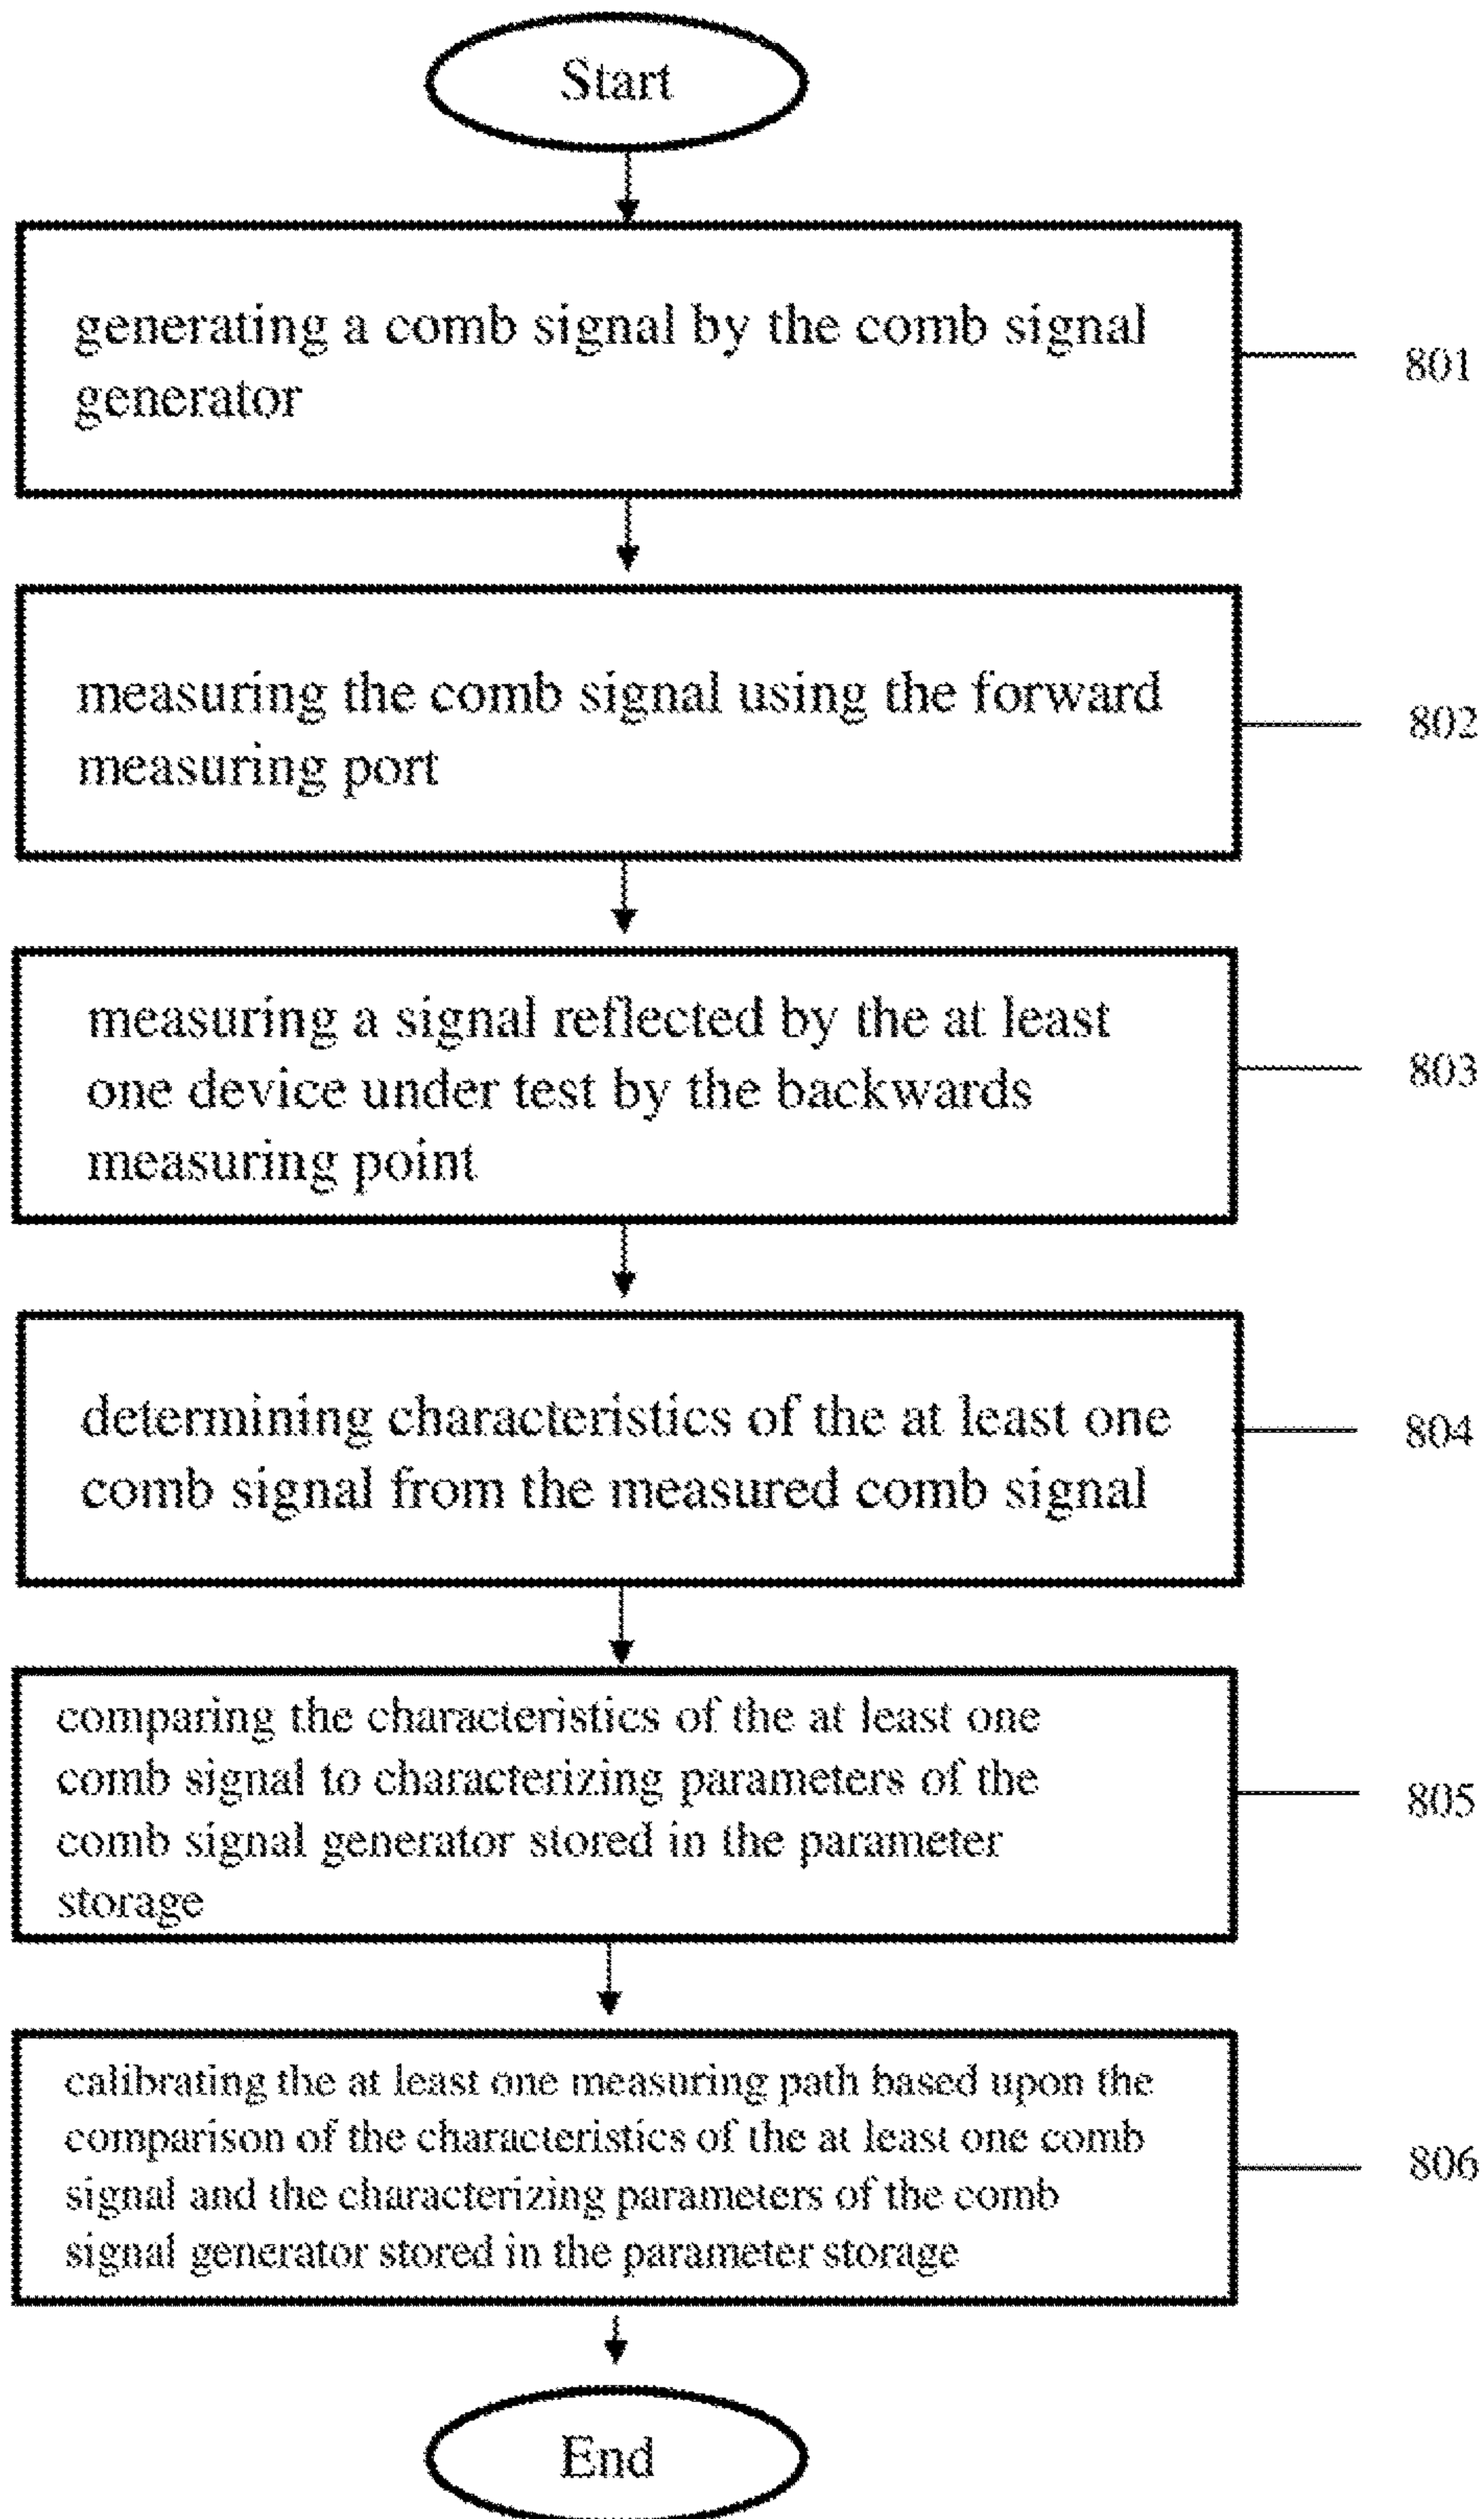 Start
generating a comb signal by the comb signal
generator
801
measuring the comb signal using the forward
measuring port
802
measuring a signal reflected by the at least
one device under test by the backwards
measuring point
803
determining characteristics of the at least one
comb signal from the measured comb signal
804
comparing the characteristics of the at least one
comb signal to characterizing parameters of the
comb signal generator stored in the parameter
storage
805
calibrating the at least one measuring path based upon the
comparison of the characteristics of the at least one comb
signal and the characterizing parameters of the comb
signal generator stored in the parameter storage
806
End